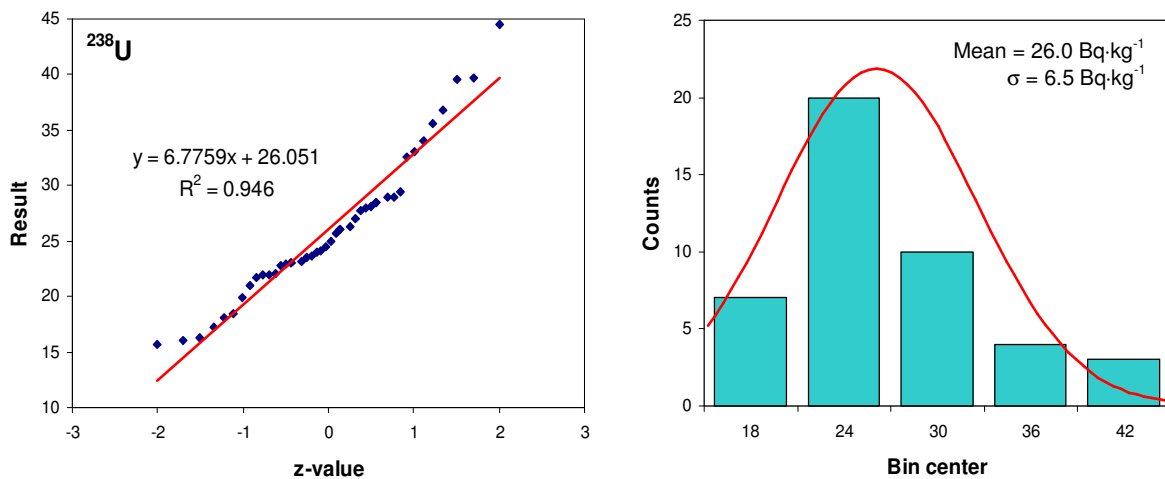 ²³⁸U
y = 6.7759x + 26.051
R² = 0.946
Result
45
40
35
30
25
20
15
10
-3 -2 -1 0 1 2 3
z-value
Mean = 26.0 Bq·kg⁻¹
σ = 6.5 Bq·kg⁻¹
Counts
25
20
15
10
5
0
18 24 30 36 42
Bin center